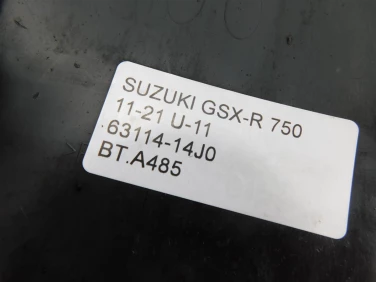 SUZUKI GSX-R 750
11-21 U-11
63114-14J0
BT.A485